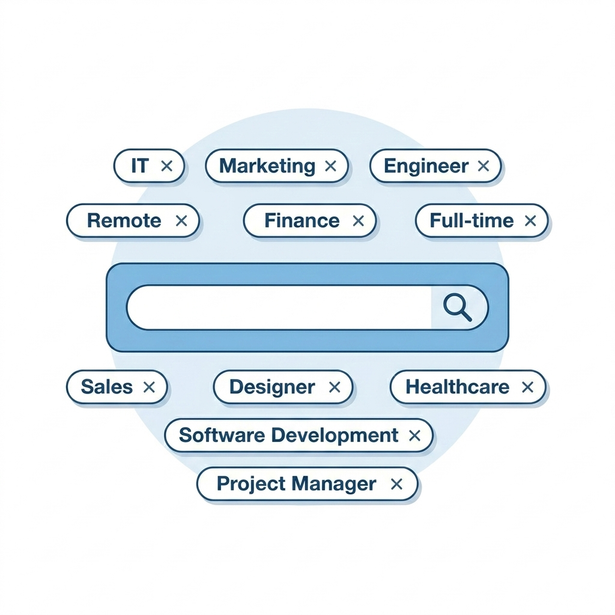 IT × Marketing × Engineer ×
Remote × Finance × Full-time ×
Sales × Designer × Healthcare ×
Software Development ×
Project Manager ×